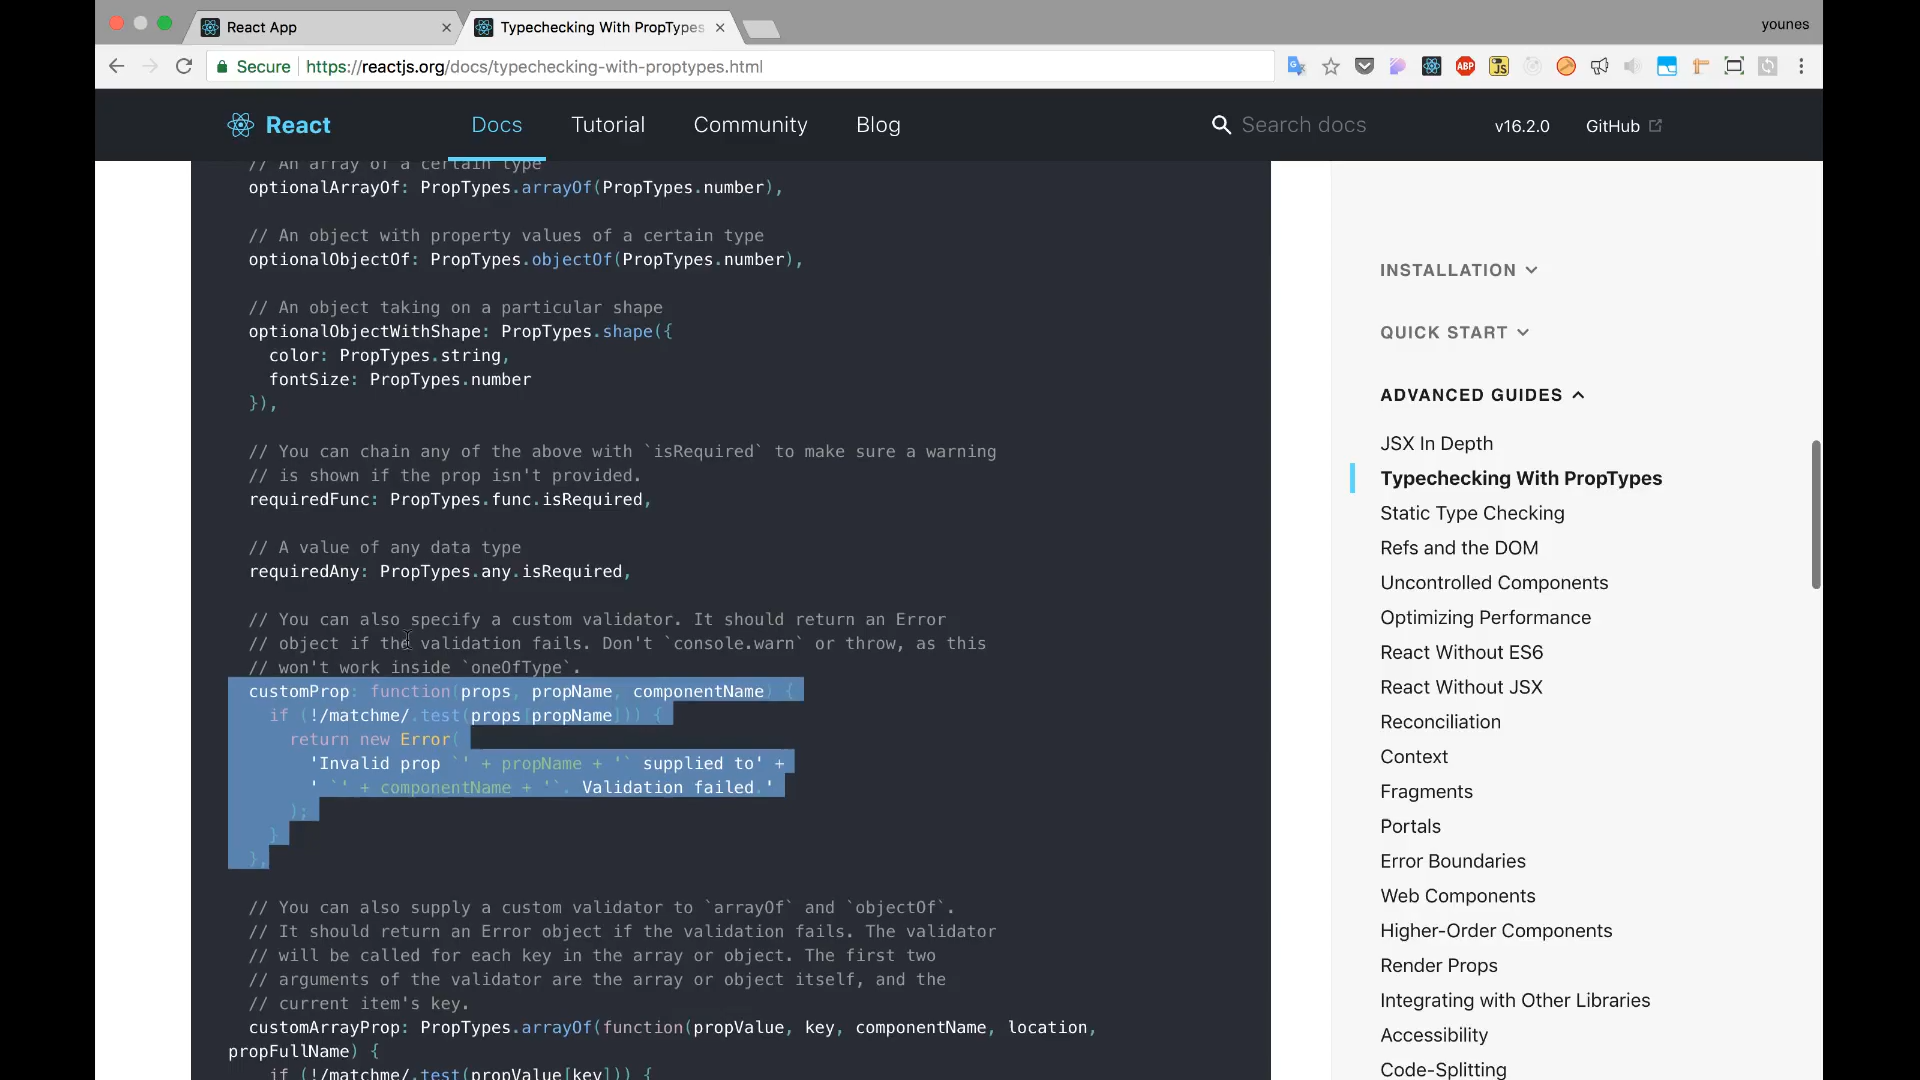 React App
Typechecking With PropTypes
younes
Secure
https://reactjs.org/docs/typechecking-with-proptypes.html
ABP
JS
React
Docs
Tutorial
Community
Blog
Search docs
v16.2.0
GitHub
// An array of a certain type
optionalArrayOf: PropTypes.arrayOf(PropTypes.number),
// An object with property values of a certain type
optionalObjectOf: PropTypes.objectOf(PropTypes.number),
// An object taking on a particular shape
optionalObjectWithShape: PropTypes.shape({
color: PropTypes.string,
fontSize: PropTypes.number
}),
// You can chain any of the above with `isRequired` to make sure a warning
// is shown if the prop isn't provided.
requiredFunc: PropTypes.func.isRequired,
// A value of any data type
requiredAny: PropTypes.any.isRequired,
// You can also specify a custom validator. It should return an Error
// object if the validation fails. Don't `console.warn` or throw, as this
// won't work inside `oneOfType`.
customProp: function(props, propName, componentName) {
if (!/matchme/.test(props[propName])) {
return new Error(
'Invalid prop `' + propName + '` supplied to' +
' `' + componentName + '`. Validation failed.'
);
}
},
// You can also supply a custom validator to `arrayOf` and `objectOf`.
// It should return an Error object if the validation fails. The validator
// will be called for each key in the array or object. The first two
// arguments of the validator are the array or object itself, and the
// current item's key.
customArrayProp: PropTypes.arrayOf(function(propValue, key, componentName, location,
propFullName) {
if (!/matchme/.test(propValue[key])) {
INSTALLATION
QUICK START
ADVANCED GUIDES
JSX In Depth
Typechecking With PropTypes
Static Type Checking
Refs and the DOM
Uncontrolled Components
Optimizing Performance
React Without ES6
React Without JSX
Reconciliation
Context
Fragments
Portals
Error Boundaries
Web Components
Higher-Order Components
Render Props
Integrating with Other Libraries
Accessibility
Code-Splitting